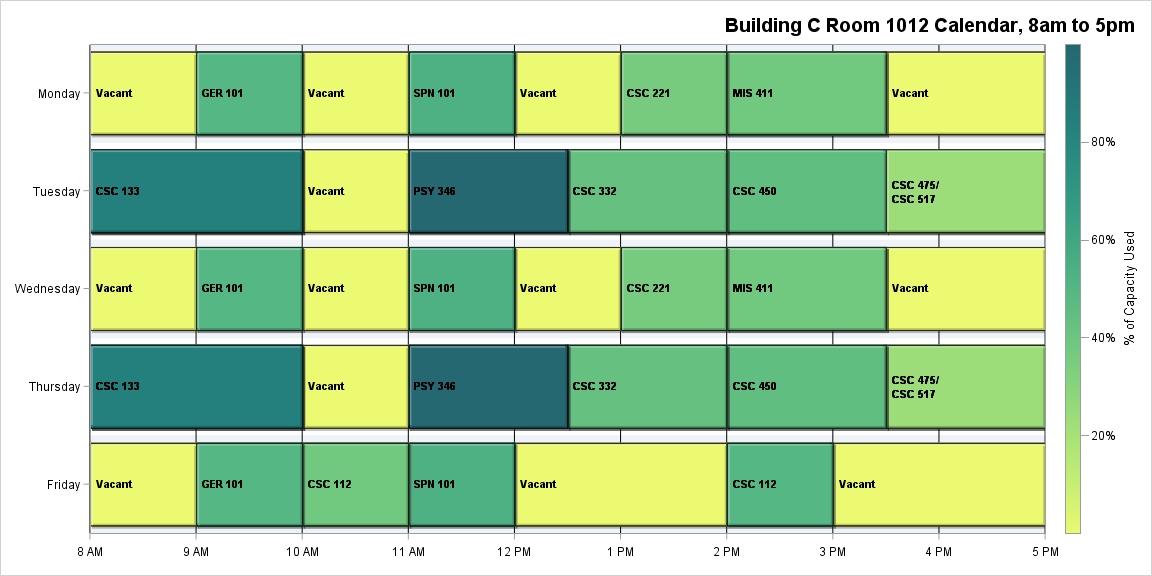 Building C Room 1012 Calendar, 8am to 5pm
Monday
Vacant
GER 101
Vacant
SPN 101
Vacant
CSC 221
MIS 411
Vacant
Tuesday
CSC 133
Vacant
PSY 346
CSC 332
CSC 450
CSC 475/
CSC 517
Wednesday
Vacant
GER 101
Vacant
SPN 101
Vacant
CSC 221
MIS 411
Vacant
Thursday
CSC 133
Vacant
PSY 346
CSC 332
CSC 450
CSC 475/
CSC 517
Friday
Vacant
GER 101
CSC 112
SPN 101
Vacant
CSC 112
Vacant
8 AM
9 AM
10 AM
11 AM
12 PM
1 PM
2 PM
3 PM
4 PM
5 PM
80%
60%
40%
20%
% of Capacity Used